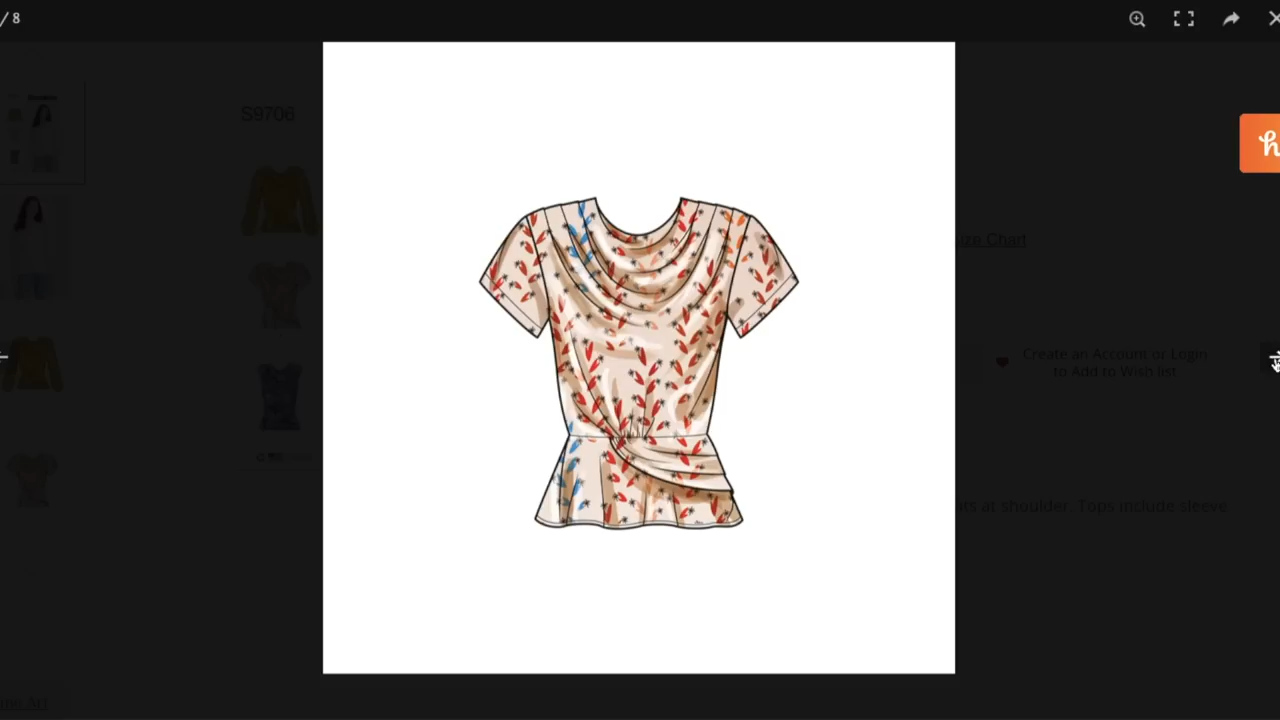 / 8
S9706
ize Chart
Create an Account or Login
to Add to Wish list
ts at shoulder. Tops include sleeve